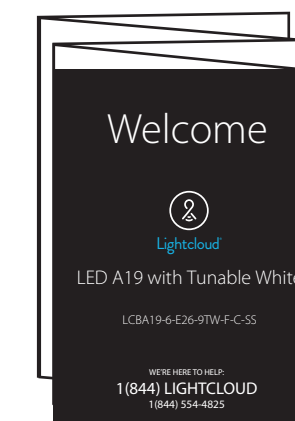 Welcome
Lightcloud®
LED A19 with Tunable White
LCBA19-6-E26-9TW-F-C-SS
WE'RE HERE TO HELP:
1(844) LIGHTCLOUD
1(844) 554-4825